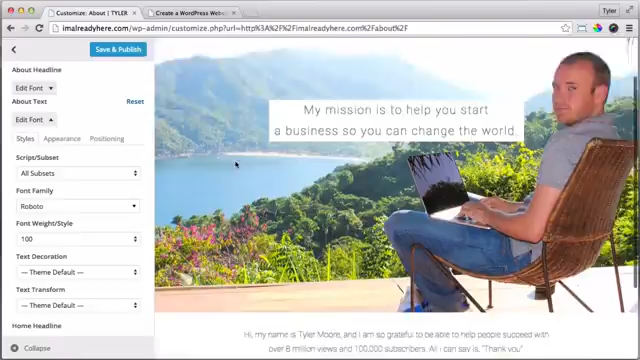 Customize: About | TYLER
Create a WordPress Webs
Tyler
imalreadyhere.com/wp-admin/customize.php?url=http%3A%2F%2Fimalreadyhere.com%2Fabout%2F
Save & Publish
About Headline
Edit Font
About Text
Reset
Edit Font
Styles
Appearance
Positioning
Script/Subset
All Subsets
Font Family
Roboto
Font Weight/Style
100
Text Decoration
— Theme Default —
Text Transform
— Theme Default —
Home Headline
Collapse
My mission is to help you start
a business so you can change the world.
Hi, my name is Tyler Moore, and I am so grateful to be able to help people succeed with
over 8 million views and 100,000 subscribers. All i can say is, "Thank you"